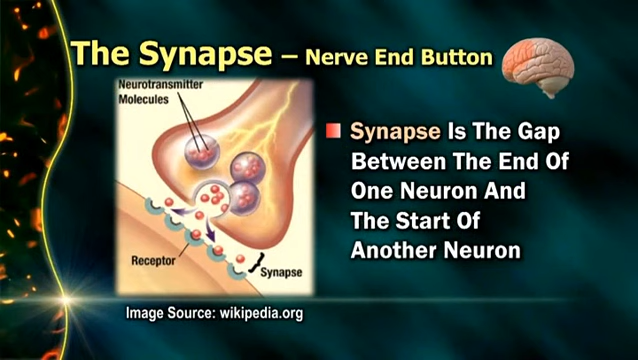 The Synapse – Nerve End Button
Neurotransmitter
Molecules
Receptor
Synapse
Image Source: wikipedia.org
Synapse Is The Gap
Between The End Of
One Neuron And
The Start Of
Another Neuron